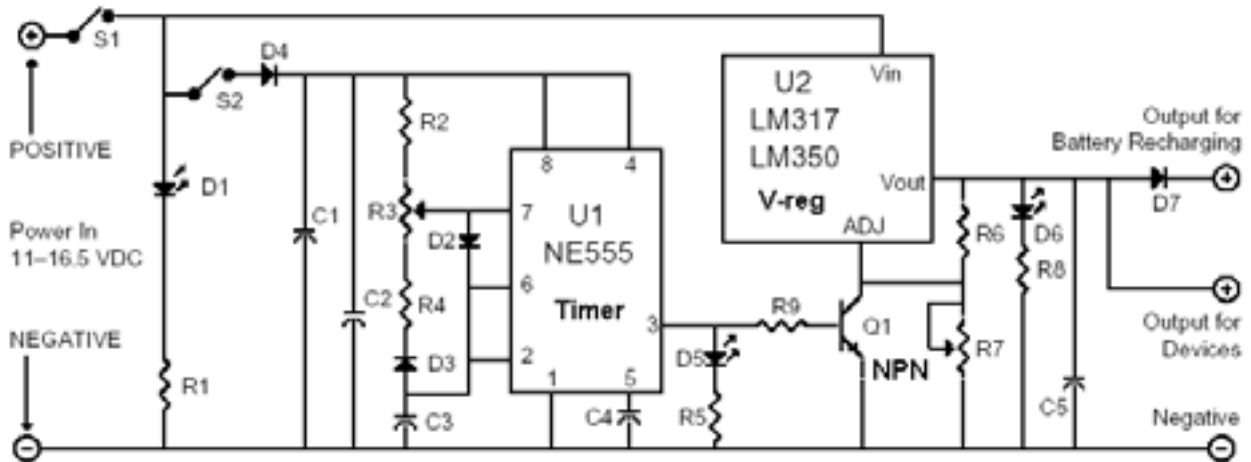 S1
D4
S2
POSITIVE
D1
Power In
11–16.5 VDC
NEGATIVE
R1
C1
C2
R2
R3
D2
R4
D3
C3
8
4
7
6
2
U1
NE555
Timer
3
1
5
C4
D5
R5
R9
U2
LM317
LM350
V-reg
Vin
Vout
ADJ
Q1
NPN
R6
R7
D6
R8
C5
Output for
Battery Recharging
D7
Output for
Devices
Negative